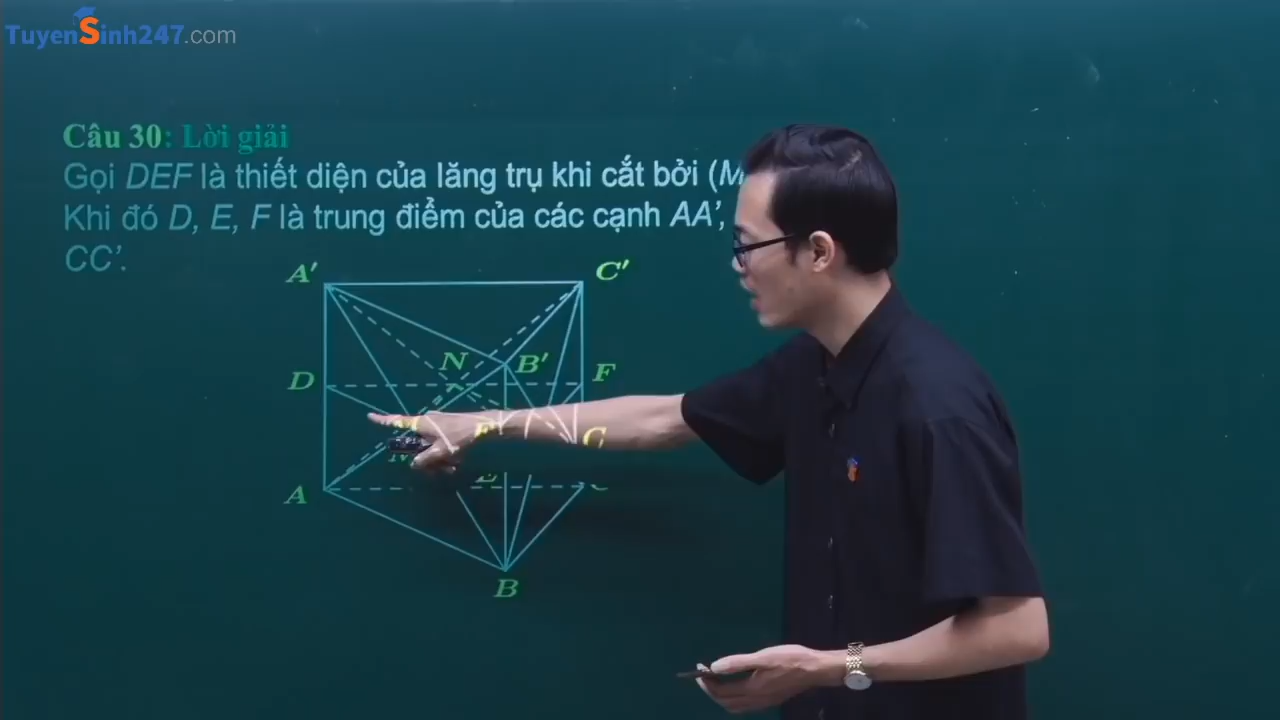 TuyenSinh247.com
Câu 30: Lời giải
Gọi DEF là thiết diện của lăng trụ khi cắt bởi (M
Khi đó D, E, F là trung điểm của các cạnh AA’,
CC’.
A'
C'
N
B'
D
F
M
E
C
M
E
A
B